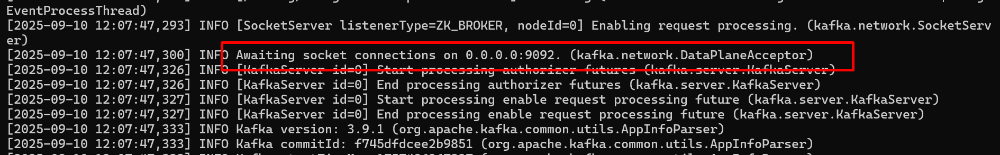 EventProcessThread)
[2025-09-10 12:07:47,293] INFO [SocketServer listenerType=ZK_BROKER, nodeId=0] Enabling request processing. (kafka.network.SocketServ
er)
[2025-09-10 12:07:47,300] INFO Awaiting socket connections on 0.0.0.0:9092. (kafka.network.DataPlaneAcceptor)
[2025-09-10 12:07:47,326] INFO [KafkaServer id=0] Start processing authorizer futures (kafka.server.KafkaServer)
[2025-09-10 12:07:47,326] INFO [KafkaServer id=0] End processing authorizer futures (kafka.server.KafkaServer)
[2025-09-10 12:07:47,327] INFO [KafkaServer id=0] Start processing enable request processing future (kafka.server.KafkaServer)
[2025-09-10 12:07:47,327] INFO [KafkaServer id=0] End processing enable request processing future (kafka.server.KafkaServer)
[2025-09-10 12:07:47,333] INFO Kafka version: 3.9.1 (org.apache.kafka.common.utils.AppInfoParser)
[2025-09-10 12:07:47,333] INFO Kafka commitId: f745dfdcee2b9851 (org.apache.kafka.common.utils.AppInfoParser)